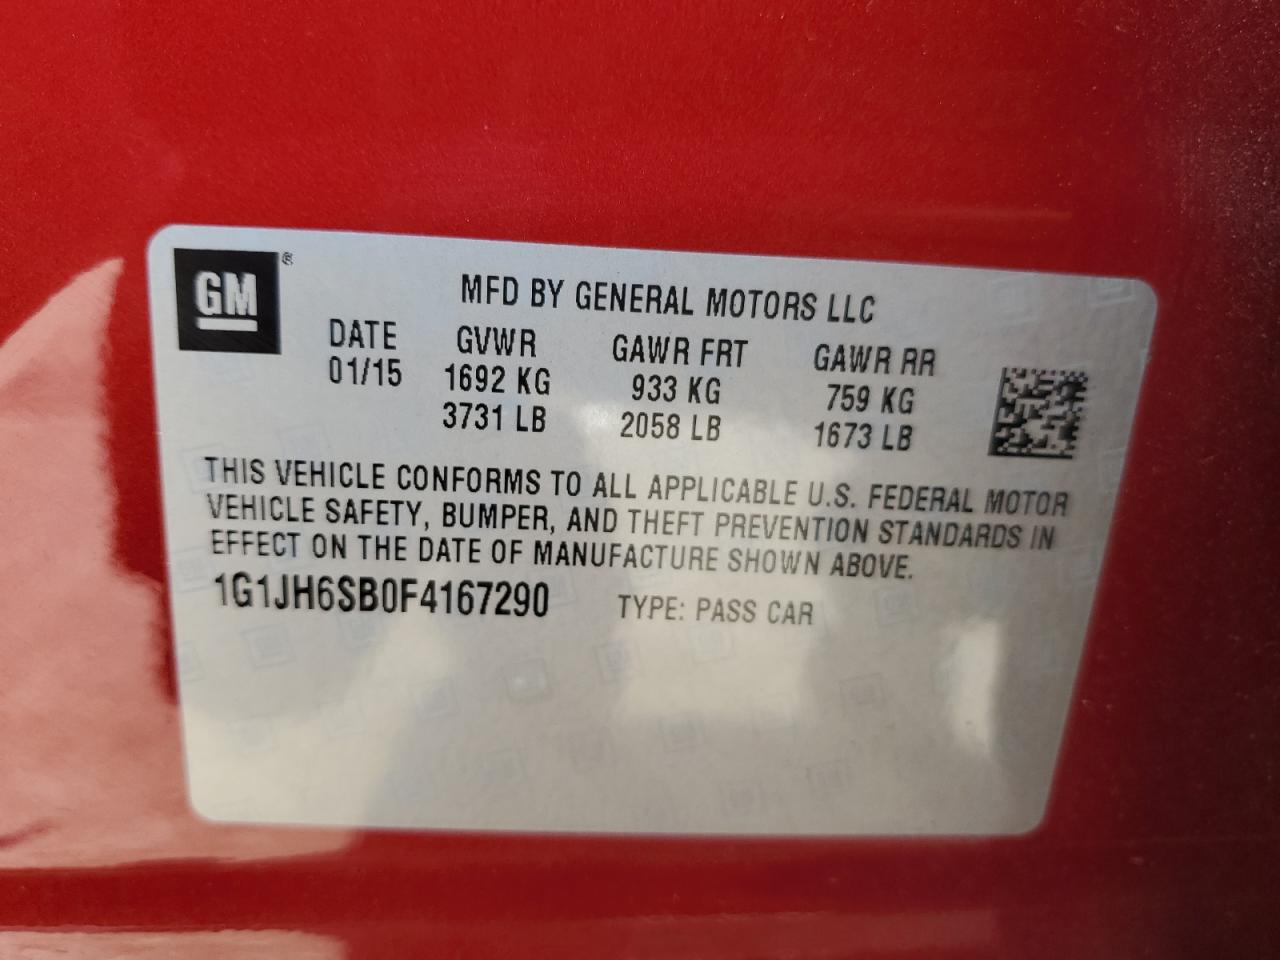 GM ®
MFD BY GENERAL MOTORS LLC
DATE GVWR GAWR FRT GAWR RR
01/15 1692 KG 933 KG 759 KG
3731 LB 2058 LB 1673 LB
THIS VEHICLE CONFORMS TO ALL APPLICABLE U.S. FEDERAL MOTOR
VEHICLE SAFETY, BUMPER, AND THEFT PREVENTION STANDARDS IN
EFFECT ON THE DATE OF MANUFACTURE SHOWN ABOVE.
1G1JH6SB0F4167290 TYPE: PASS CAR